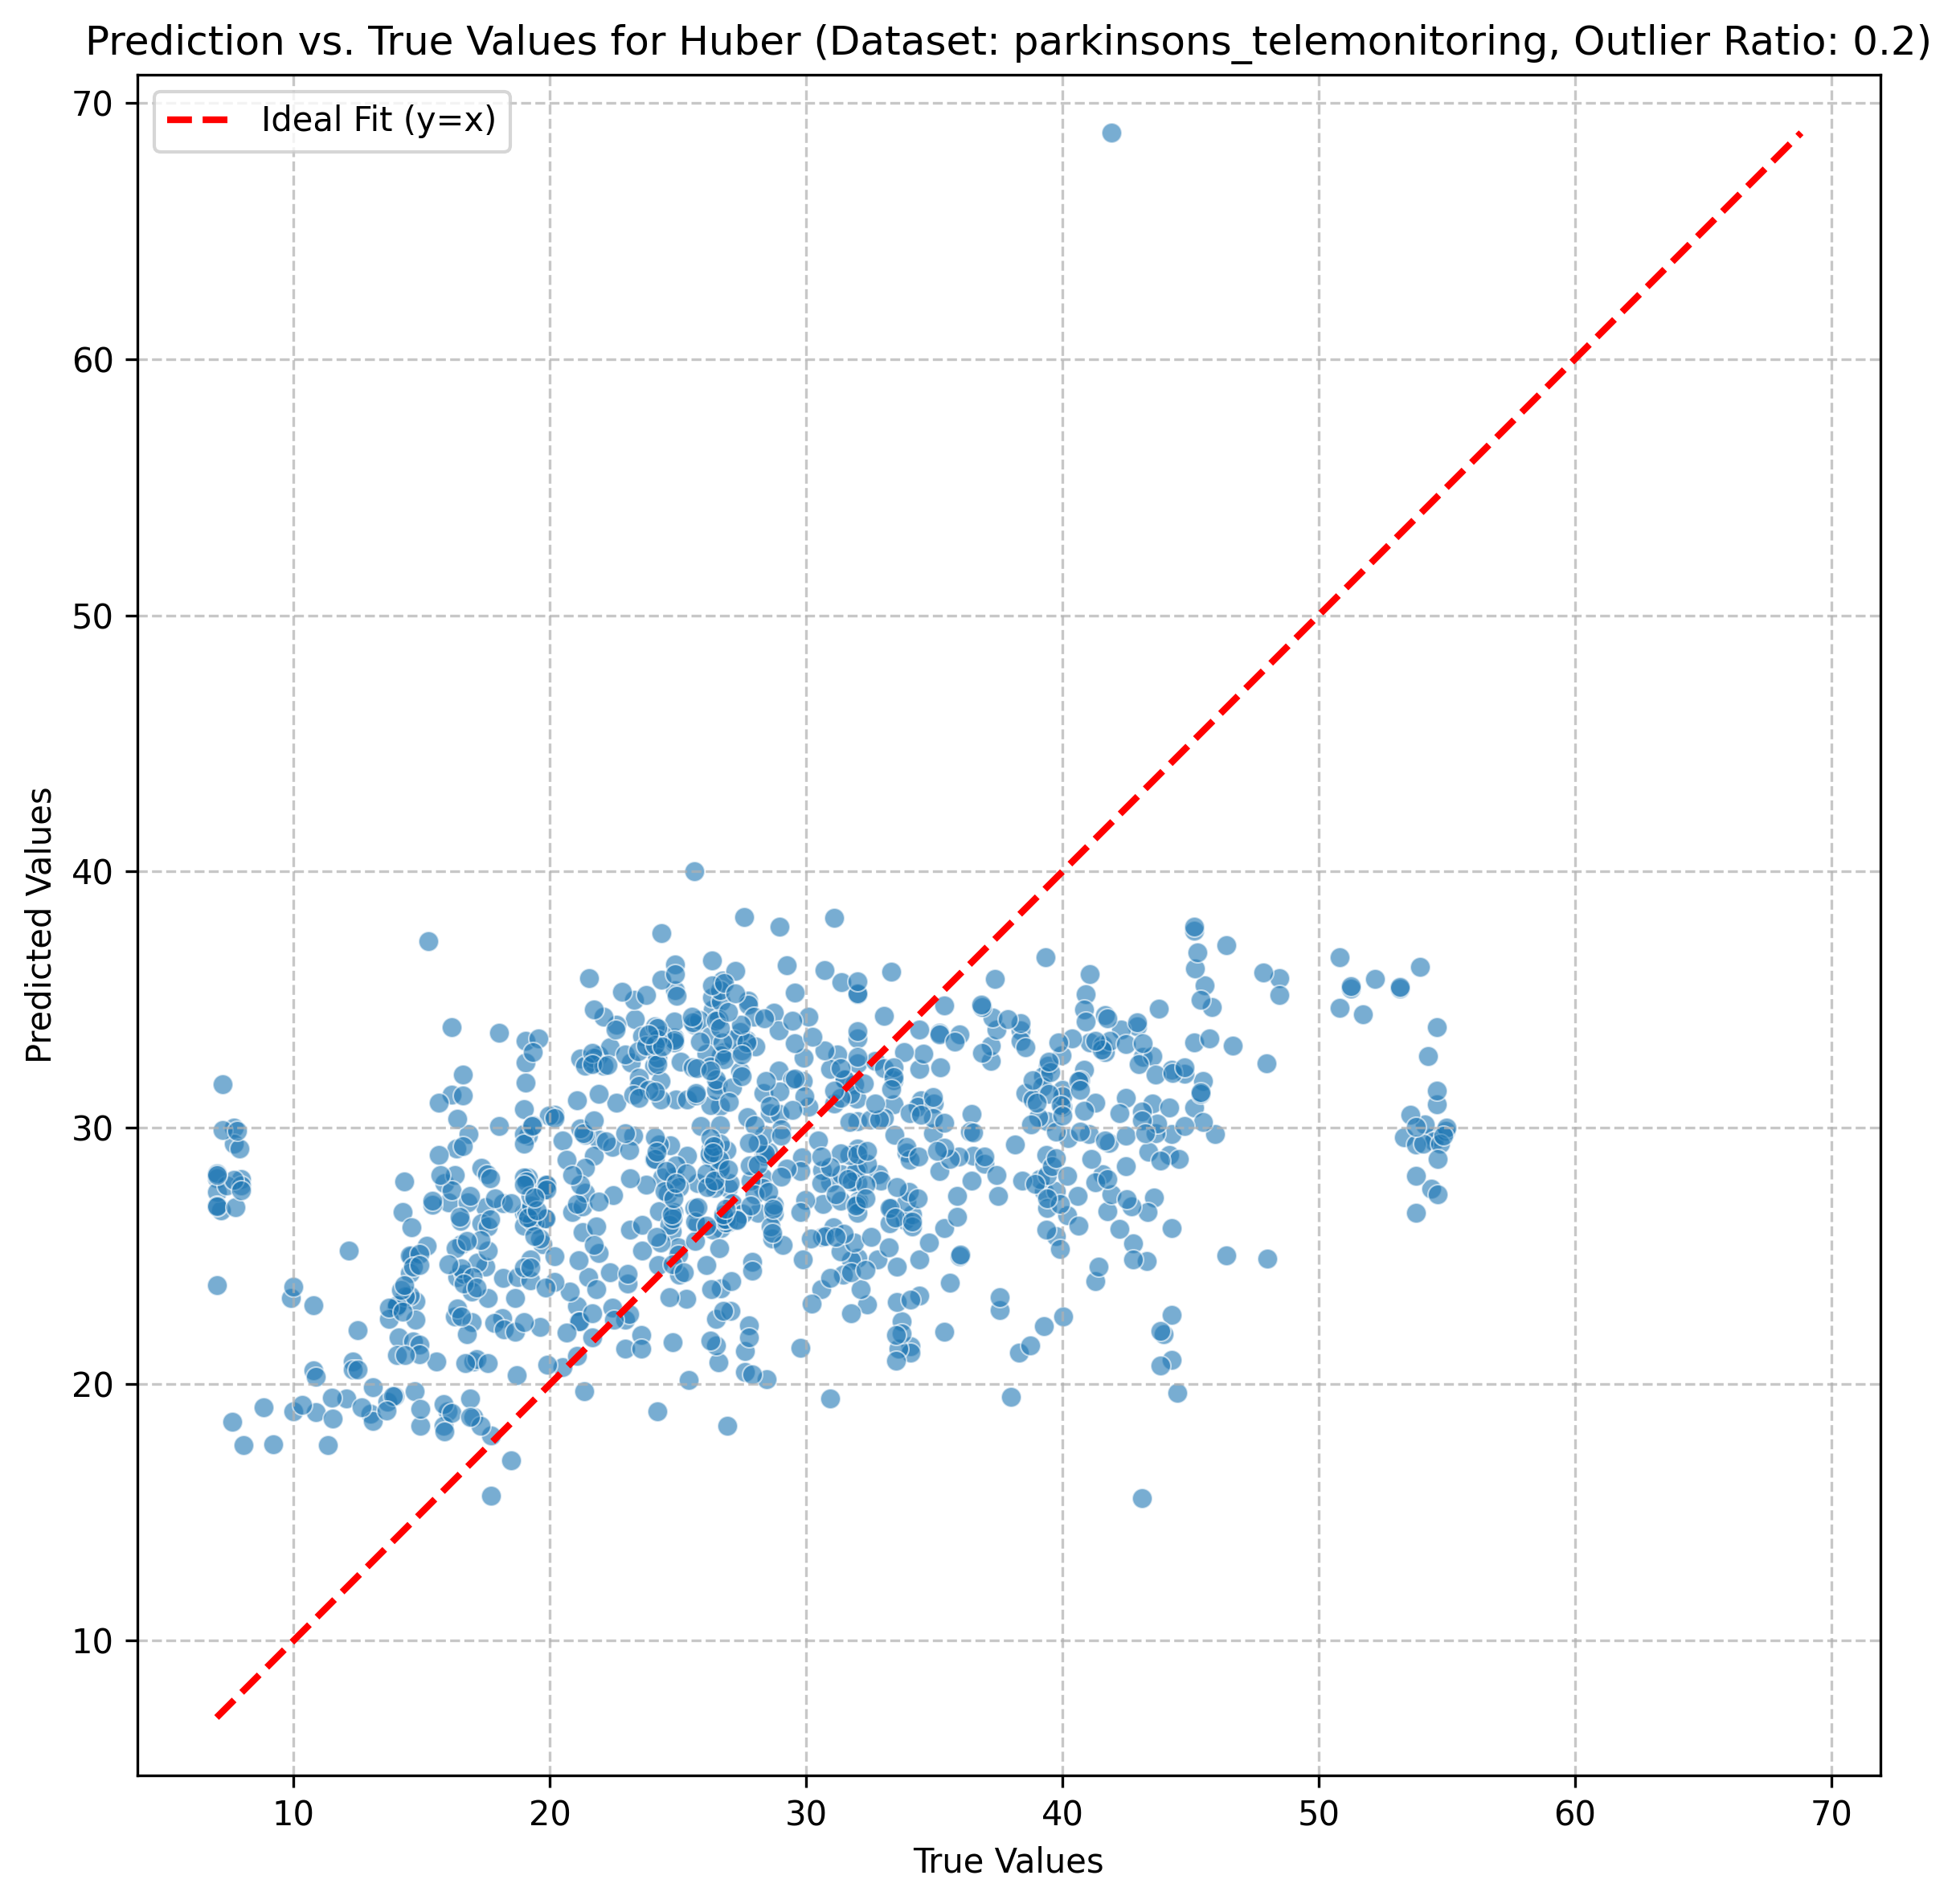 Prediction vs. True Values for Huber (Dataset: parkinsons_telemonitoring, Outlier Ratio: 0.2)
Ideal Fit (y=x)
Predicted Values
70
60
50
40
30
20
10
10 20 30 40 50 60 70
True Values